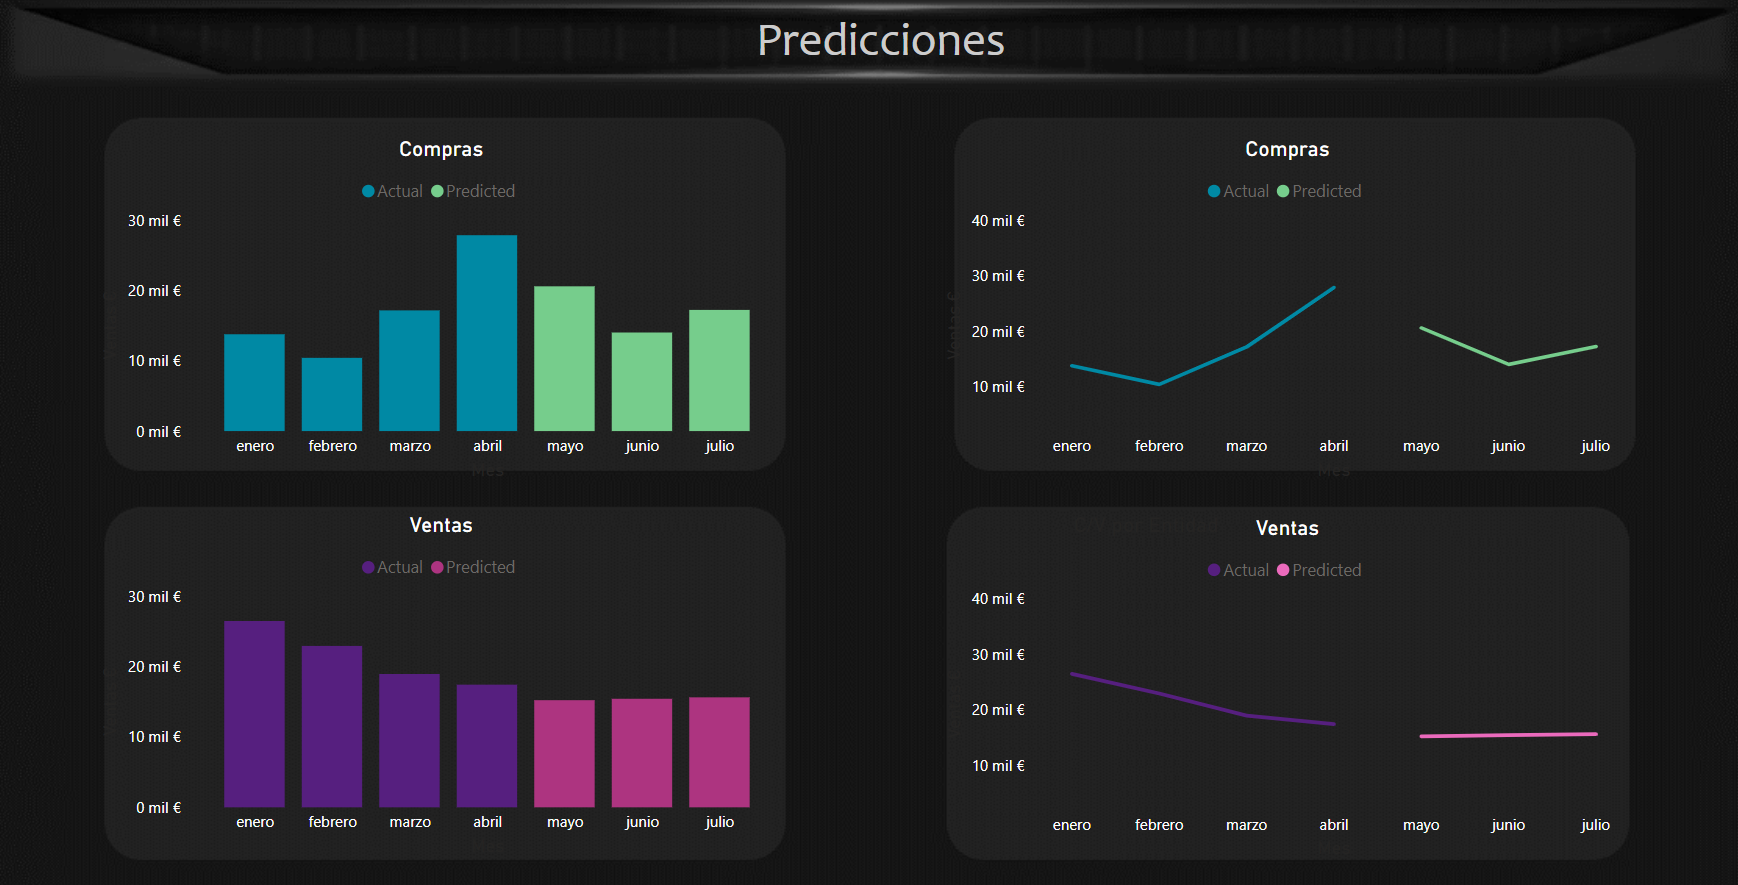 Predicciones
Compras
Actual Predicted
30 mil €
20 mil €
10 mil €
0 mil €
enero febrero marzo abril mayo junio julio
Mes
Compras
Actual Predicted
40 mil €
30 mil €
20 mil €
10 mil €
Ventas €
enero febrero marzo abril mayo junio julio
Mes
Ventas
Actual Predicted
30 mil €
20 mil €
10 mil €
0 mil €
enero febrero marzo abril mayo junio julio
Ventas
Actual Predicted
40 mil €
30 mil €
20 mil €
10 mil €
enero febrero marzo abril mayo junio julio